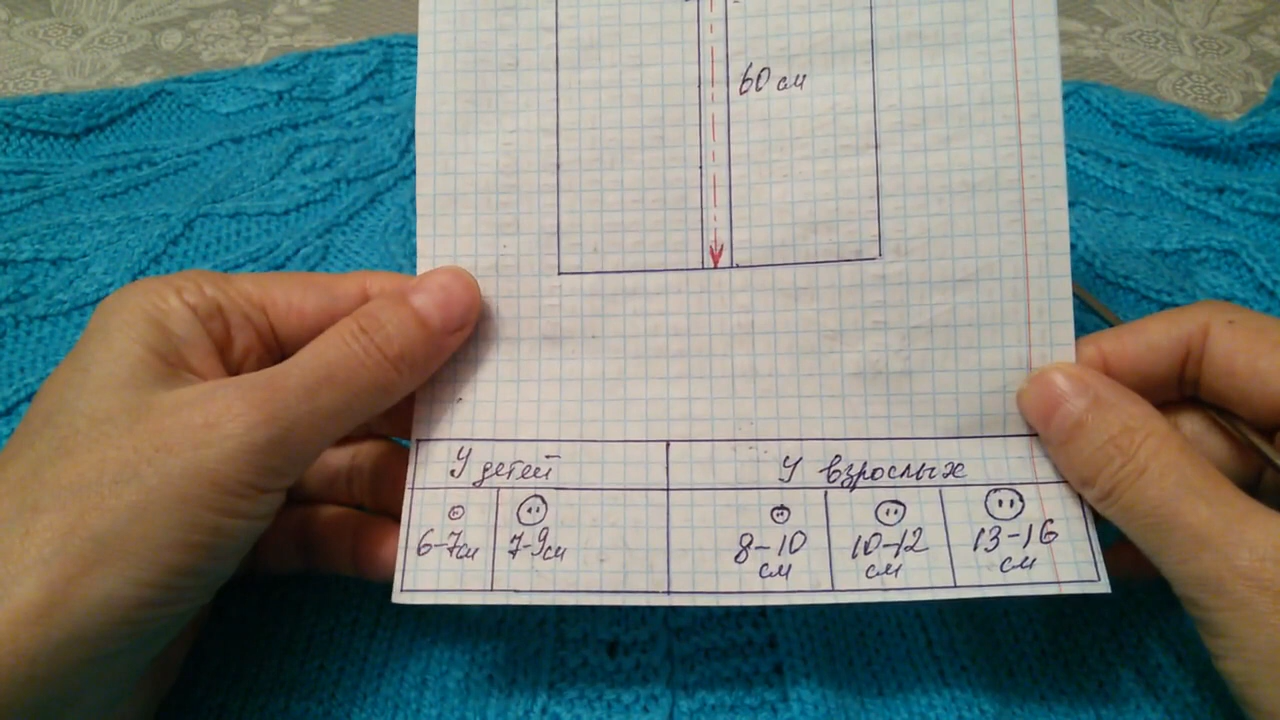 60 см
У детей
У взрослых
6-7см
7-9см
8-10 см
10-12 см
13-16 см